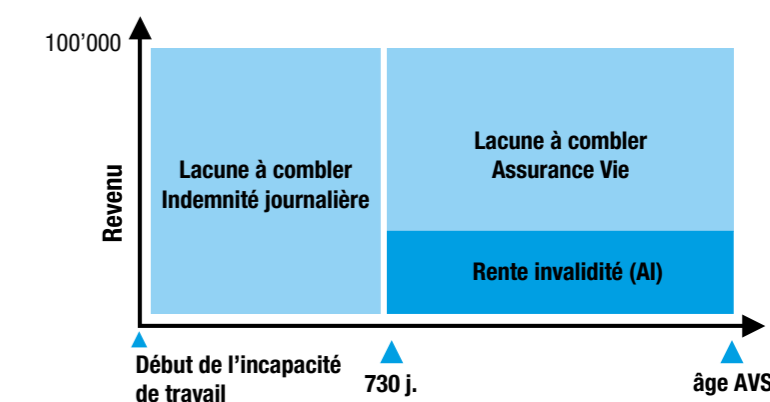 100’000
Revenu
Lacune à combler
Indemnité journalière
Lacune à combler
Assurance Vie
Rente invalidité (AI)
Début de l’incapacité
de travail
730 j.
âge AVS